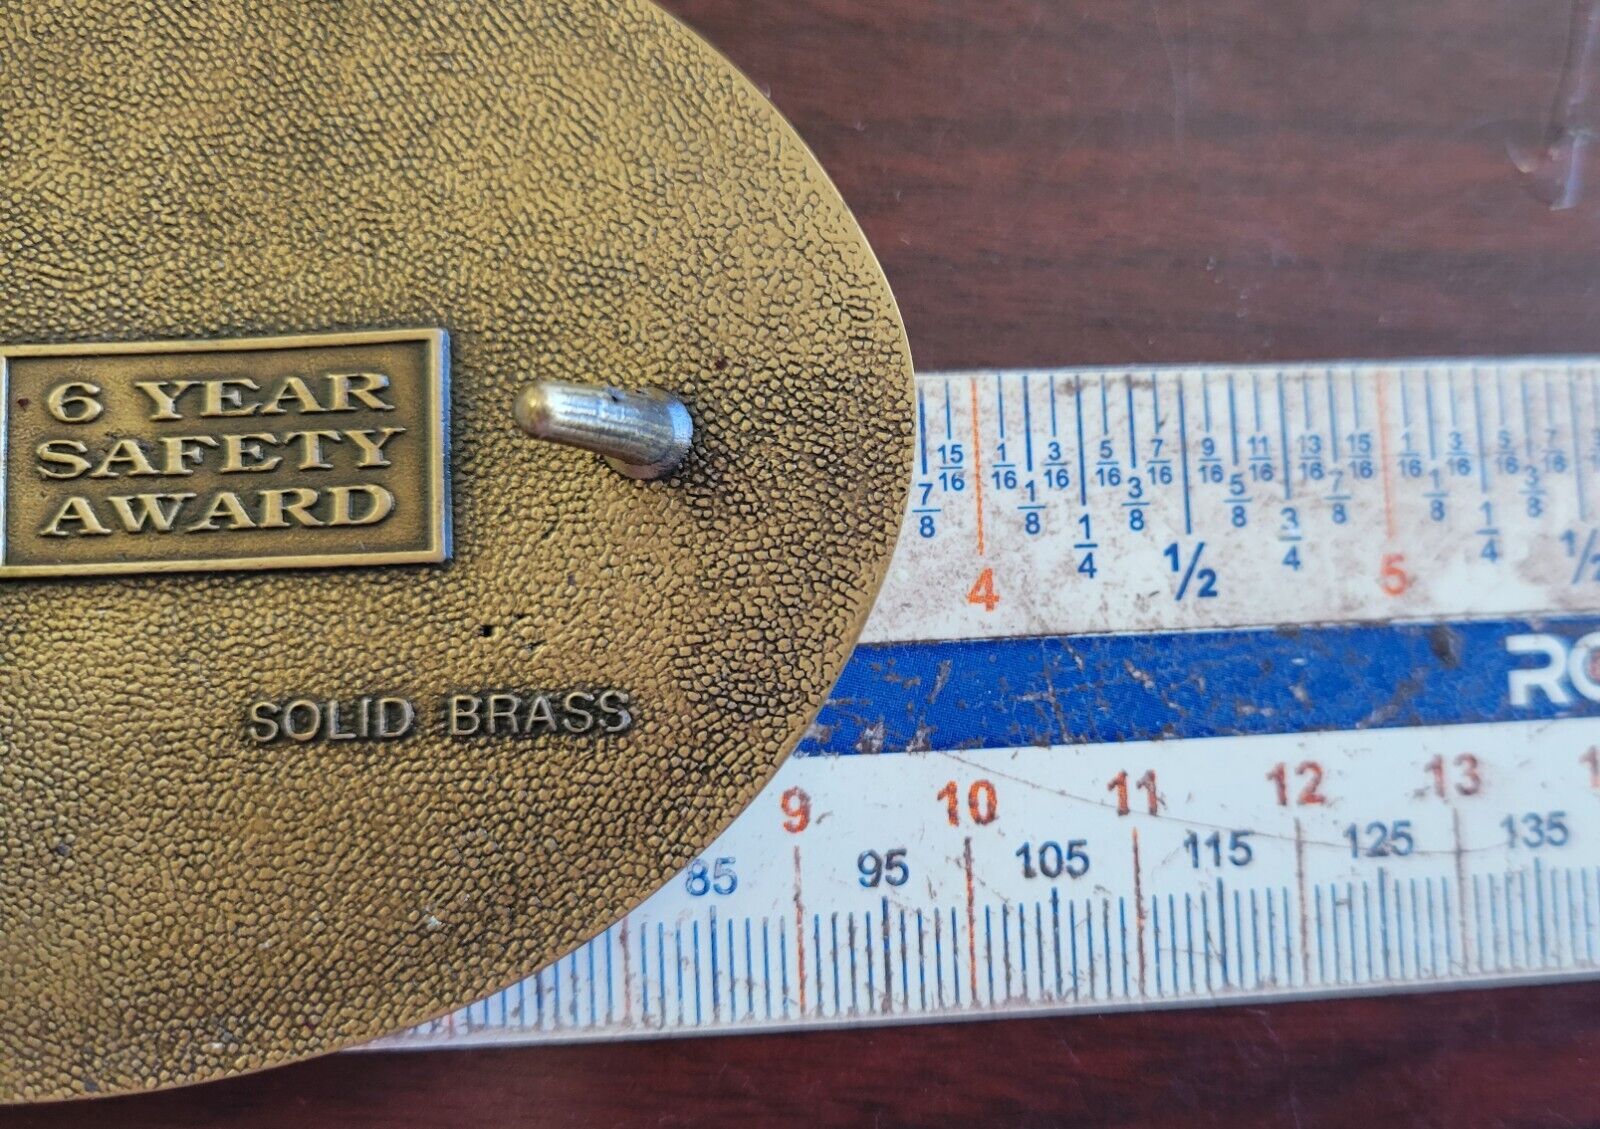 6 YEAR
SAFETY
AWARD
SOLID BRASS
15/16 1/16 3/16 5/16 7/16 9/16 11/16 13/16 15/16 1/16 3/16 5/16 7/16
7/8 1/8 3/8 5/8 7/8 1/8 3/8
1/4 3/4 1/4
1/2 1/2
4 5
RO
9 10 11 12 13
85 95 105 115 125 135